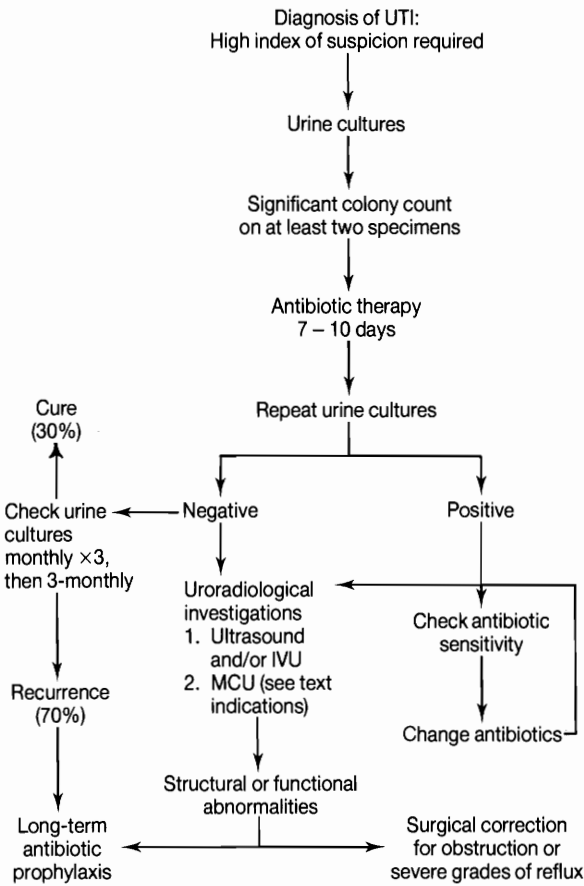 Diagnosis of UTI:
High index of suspicion required
Urine cultures
Significant colony count
on at least two specimens
Antibiotic therapy
7 – 10 days
Repeat urine cultures
Cure
(30%)
Check urine
cultures
monthly ×3,
then 3-monthly
Negative
Positive
Uroradiological
investigations
1. Ultrasound
and/or IVU
2. MCU (see text
indications)
Check antibiotic
sensitivity
Change antibiotics
Recurrence
(70%)
Structural or functional
abnormalities
Long-term
antibiotic
prophylaxis
Surgical correction
for obstruction or
severe grades of reflux